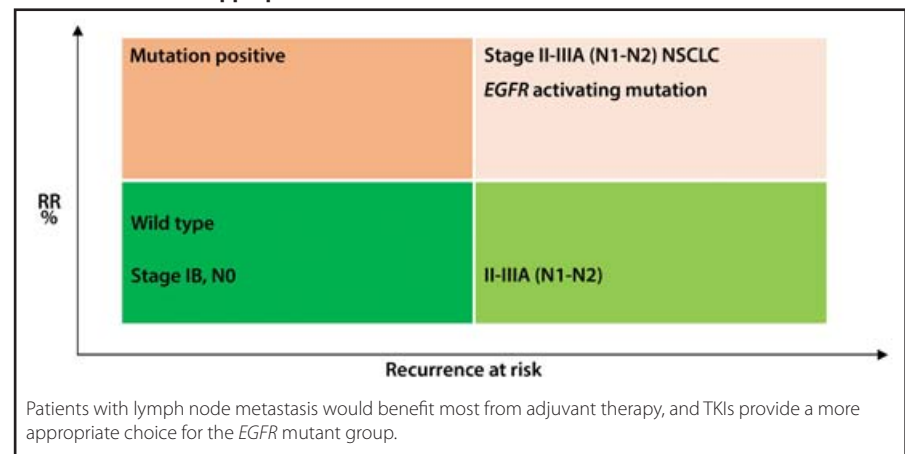 Mutation positive
Stage II-IIIA (N1-N2) NSCLC
EGFR activating mutation
RR
%
Wild type
Stage IB, N0
II-IIIA (N1-N2)
Recurrence at risk
Patients with lymph node metastasis would benefit most from adjuvant therapy, and TKIs provide a more
appropriate choice for the EGFR mutant group.